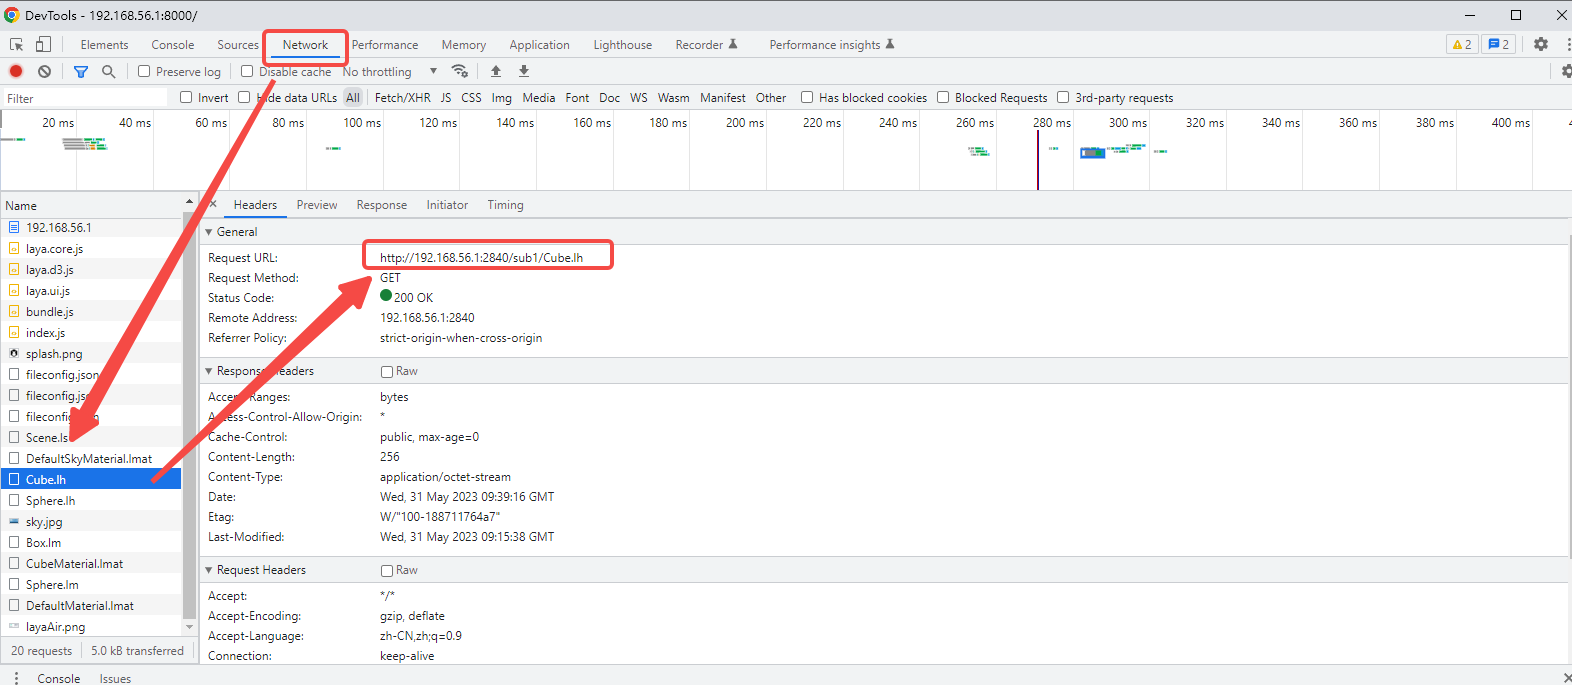 DevTools - 192.168.56.1:8000/
Elements Console Sources Network Performance Memory Application Lighthouse Recorder Performance insights 2 2
Preserve log Disable cache No throttling
Filter Invert Hide data URLs All Fetch/XHR JS CSS Img Media Font Doc WS Wasm Manifest Other Has blocked cookies Blocked Requests 3rd-party requests
20 ms 40 ms 60 ms 80 ms 100 ms 120 ms 140 ms 160 ms 180 ms 200 ms 220 ms 240 ms 260 ms 280 ms 300 ms 320 ms 340 ms 360 ms 380 ms 400 ms
Name
192.168.56.1
laya.core.js
laya.d3.js
laya.ui.js
bundle.js
index.js
splash.png
fileconfig.json
fileconfig.json
fileconfig.json
Scene.ls
DefaultSkyMaterial.lmat
Cube.lh
Sphere.lh
sky.jpg
Box.lm
CubeMaterial.lmat
Sphere.lm
DefaultMaterial.lmat
layaAir.png
20 requests 5.0 kB transferred
Headers Preview Response Initiator Timing
General
Request URL: http://192.168.56.1:2840/sub1/Cube.lh
Request Method: GET
Status Code: 200 OK
Remote Address: 192.168.56.1:2840
Referrer Policy: strict-origin-when-cross-origin
Response Headers Raw
Accept-Ranges: bytes
Access-Control-Allow-Origin: *
Cache-Control: public, max-age=0
Content-Length: 256
Content-Type: application/octet-stream
Date: Wed, 31 May 2023 09:39:16 GMT
Etag: W/"100-188711764a7"
Last-Modified: Wed, 31 May 2023 09:15:38 GMT
Request Headers Raw
Accept: */*
Accept-Encoding: gzip, deflate
Accept-Language: zh-CN,zh;q=0.9
Connection: keep-alive
Console Issues